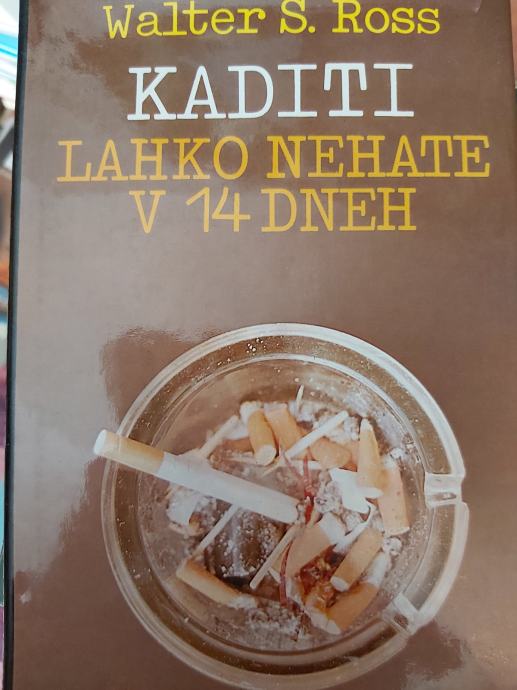 Walter S. Ross
KADITI
LAHKO NEHATE
V 14 DNEH